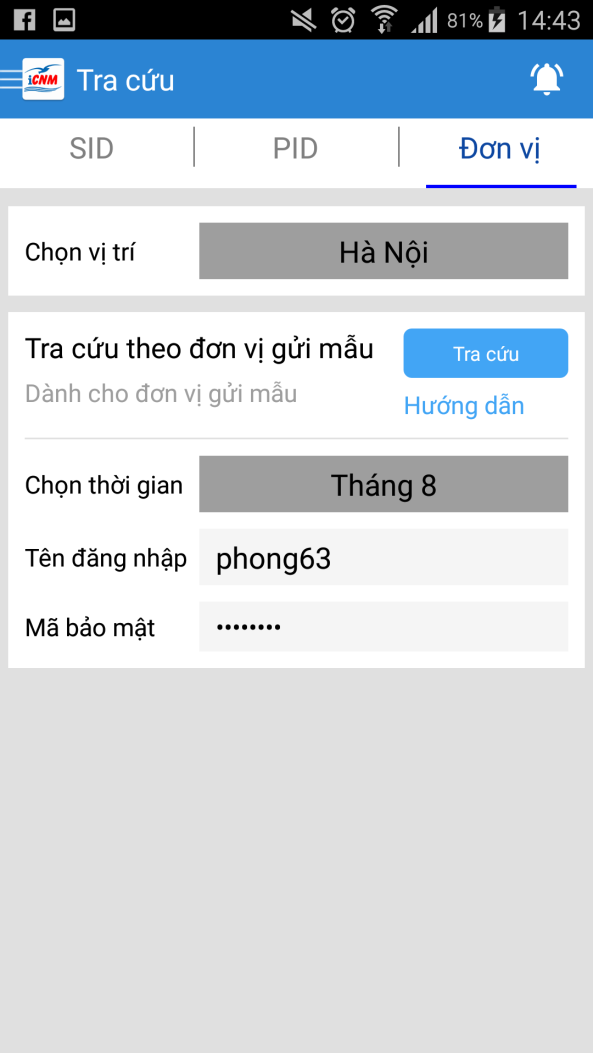 81% 14:43
iCNM Tra cứu
SID PID Đơn vị
Chọn vị trí Hà Nội
Tra cứu theo đơn vị gửi mẫu Tra cứu
Dành cho đơn vị gửi mẫu Hướng dẫn
Chọn thời gian Tháng 8
Tên đăng nhập phong63
Mã bảo mật ••••••••